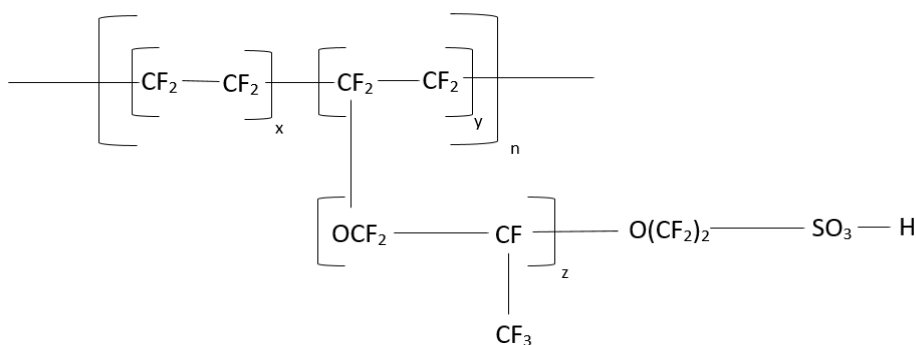 CF₂ CF₂ x CF₂ CF₂ y n
OCF₂ CF z O(CF₂)₂ SO₃ H
CF₃